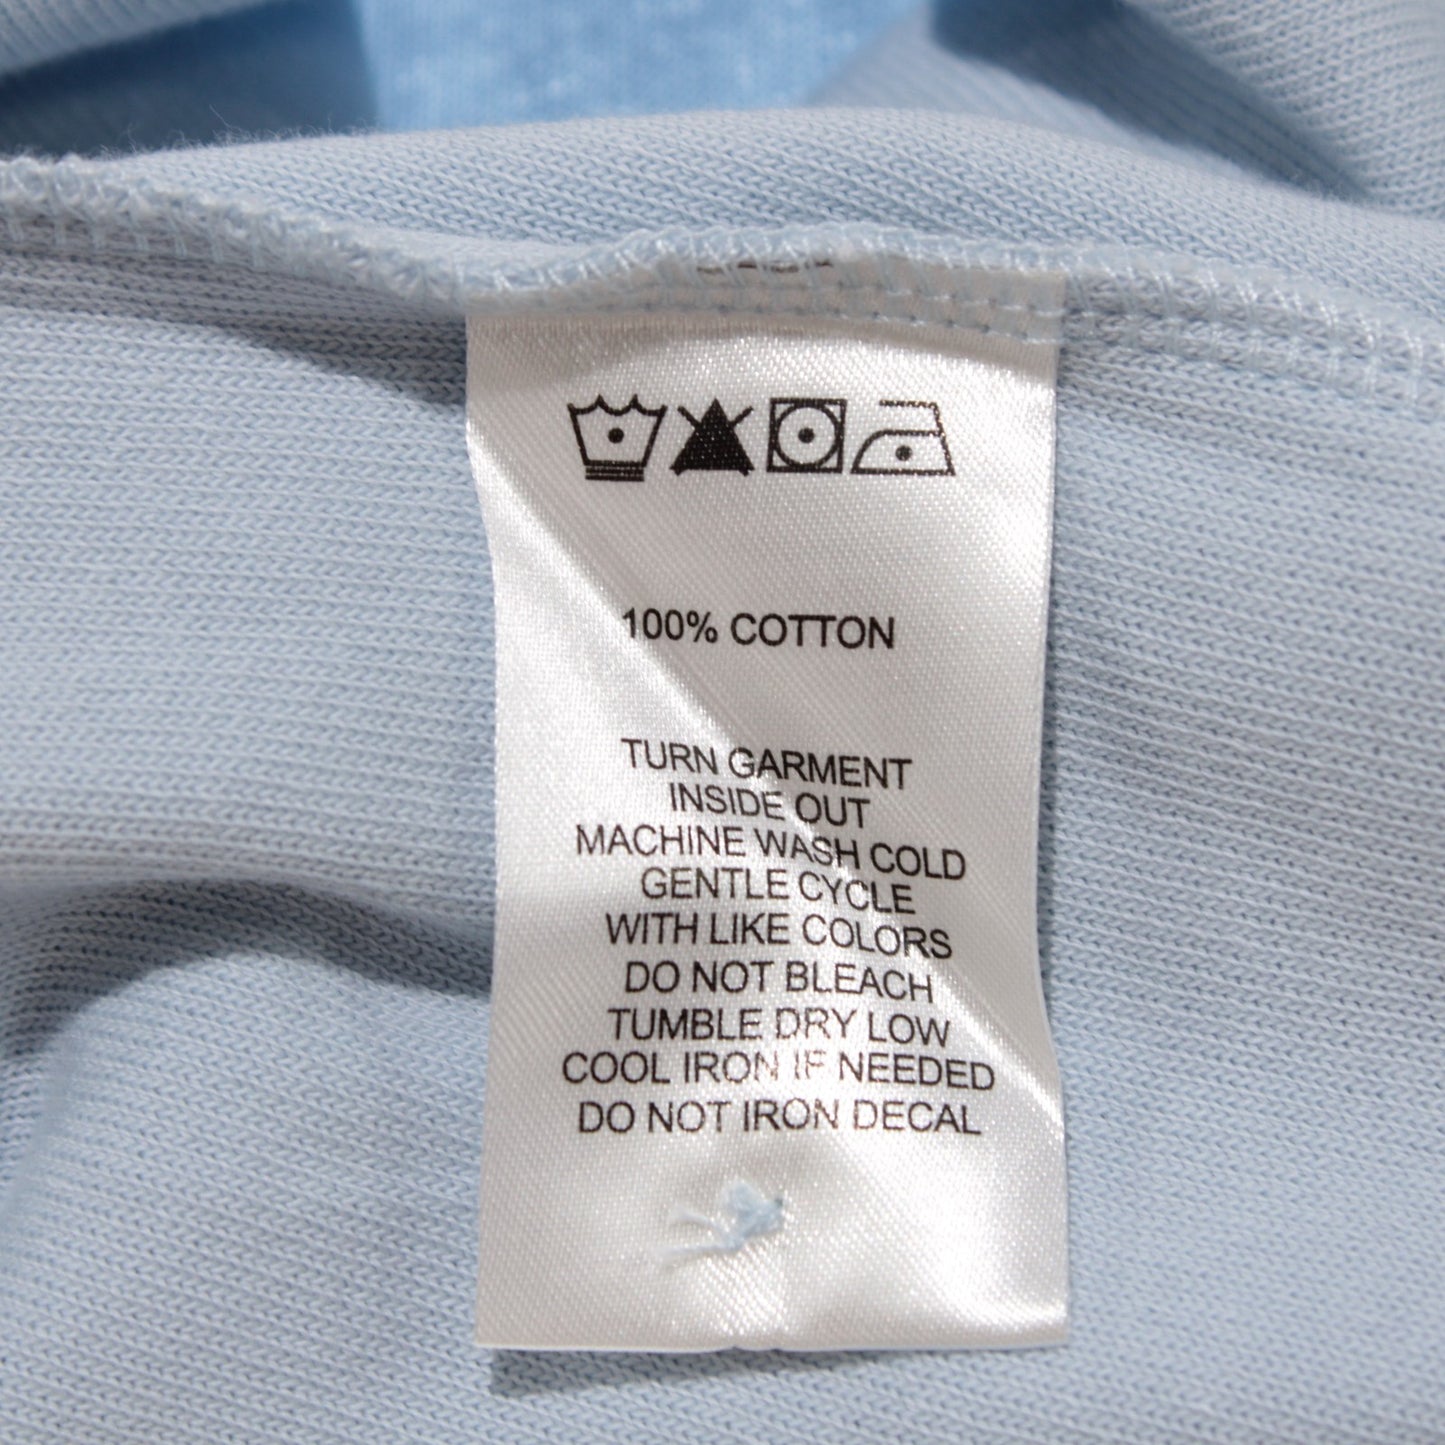 100% COTTON
TURN GARMENT
INSIDE OUT
MACHINE WASH COLD
GENTLE CYCLE
WITH LIKE COLORS
DO NOT BLEACH
TUMBLE DRY LOW
COOL IRON IF NEEDED
DO NOT IRON DECAL